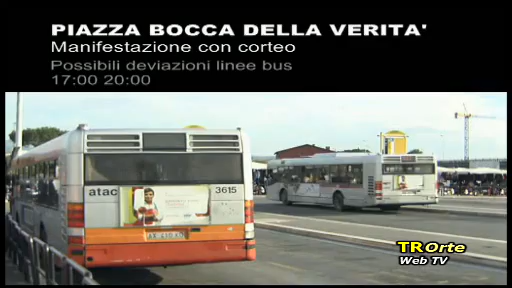 PIAZZA BOCCA DELLA VERITA'
Manifestazione con corteo
Possibili deviazioni linee bus
17:00 20:00
atac
3615
TROrte
Web TV